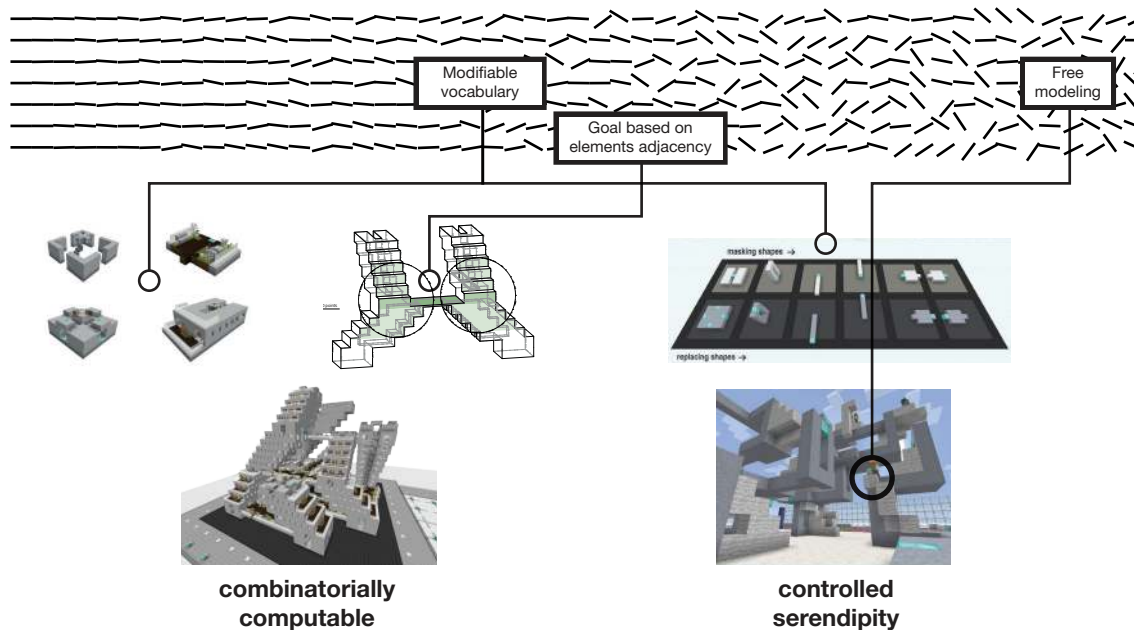 Modifiable
vocabulary
Free
modeling
Goal based on
elements adjacency
masking shapes →
replacing shapes →
combinatorially
computable
controlled
serendipity